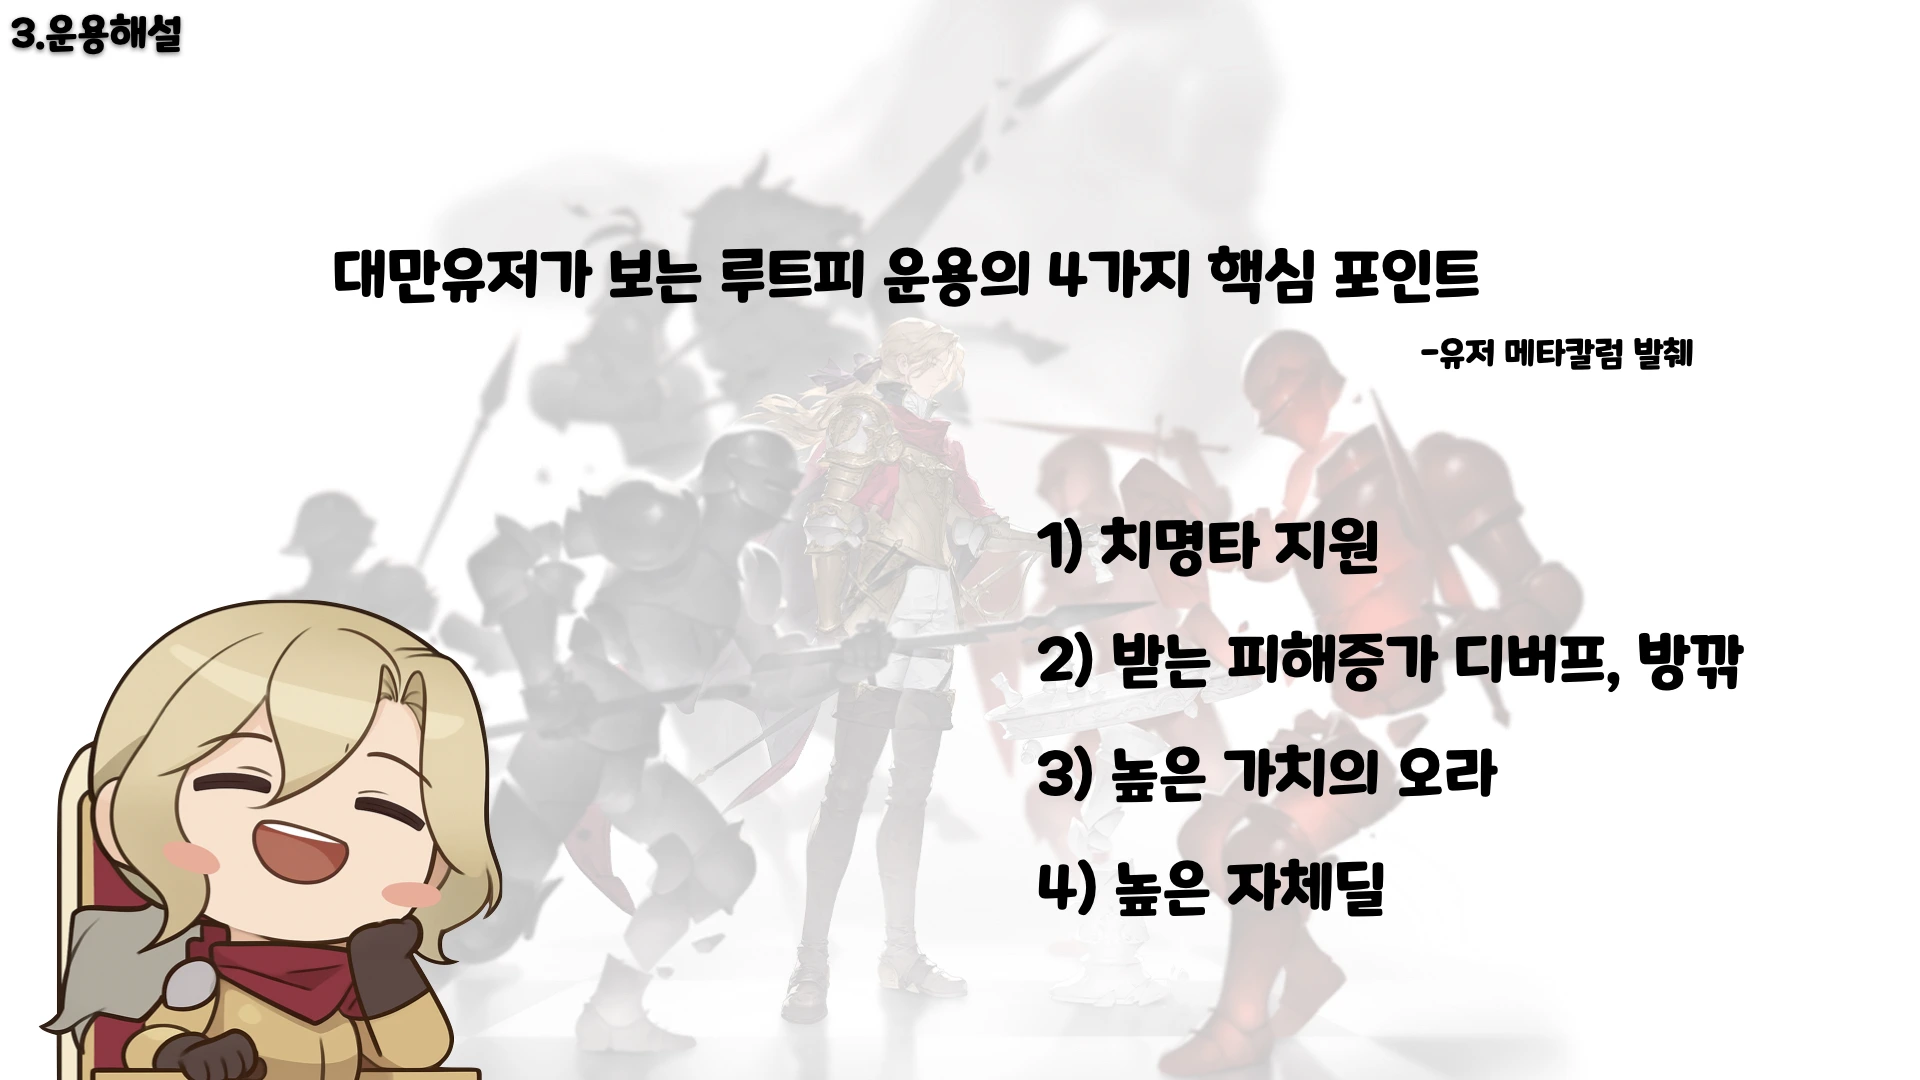 3.운용해설
대만유저가 보는 루트피 운용의 4가지 핵심 포인트
-유저 메타칼럼 발췌
1) 치명타 지원
2) 받는 피해증가 디버프, 방깎
3) 높은 가치의 오라
4) 높은 자체딜